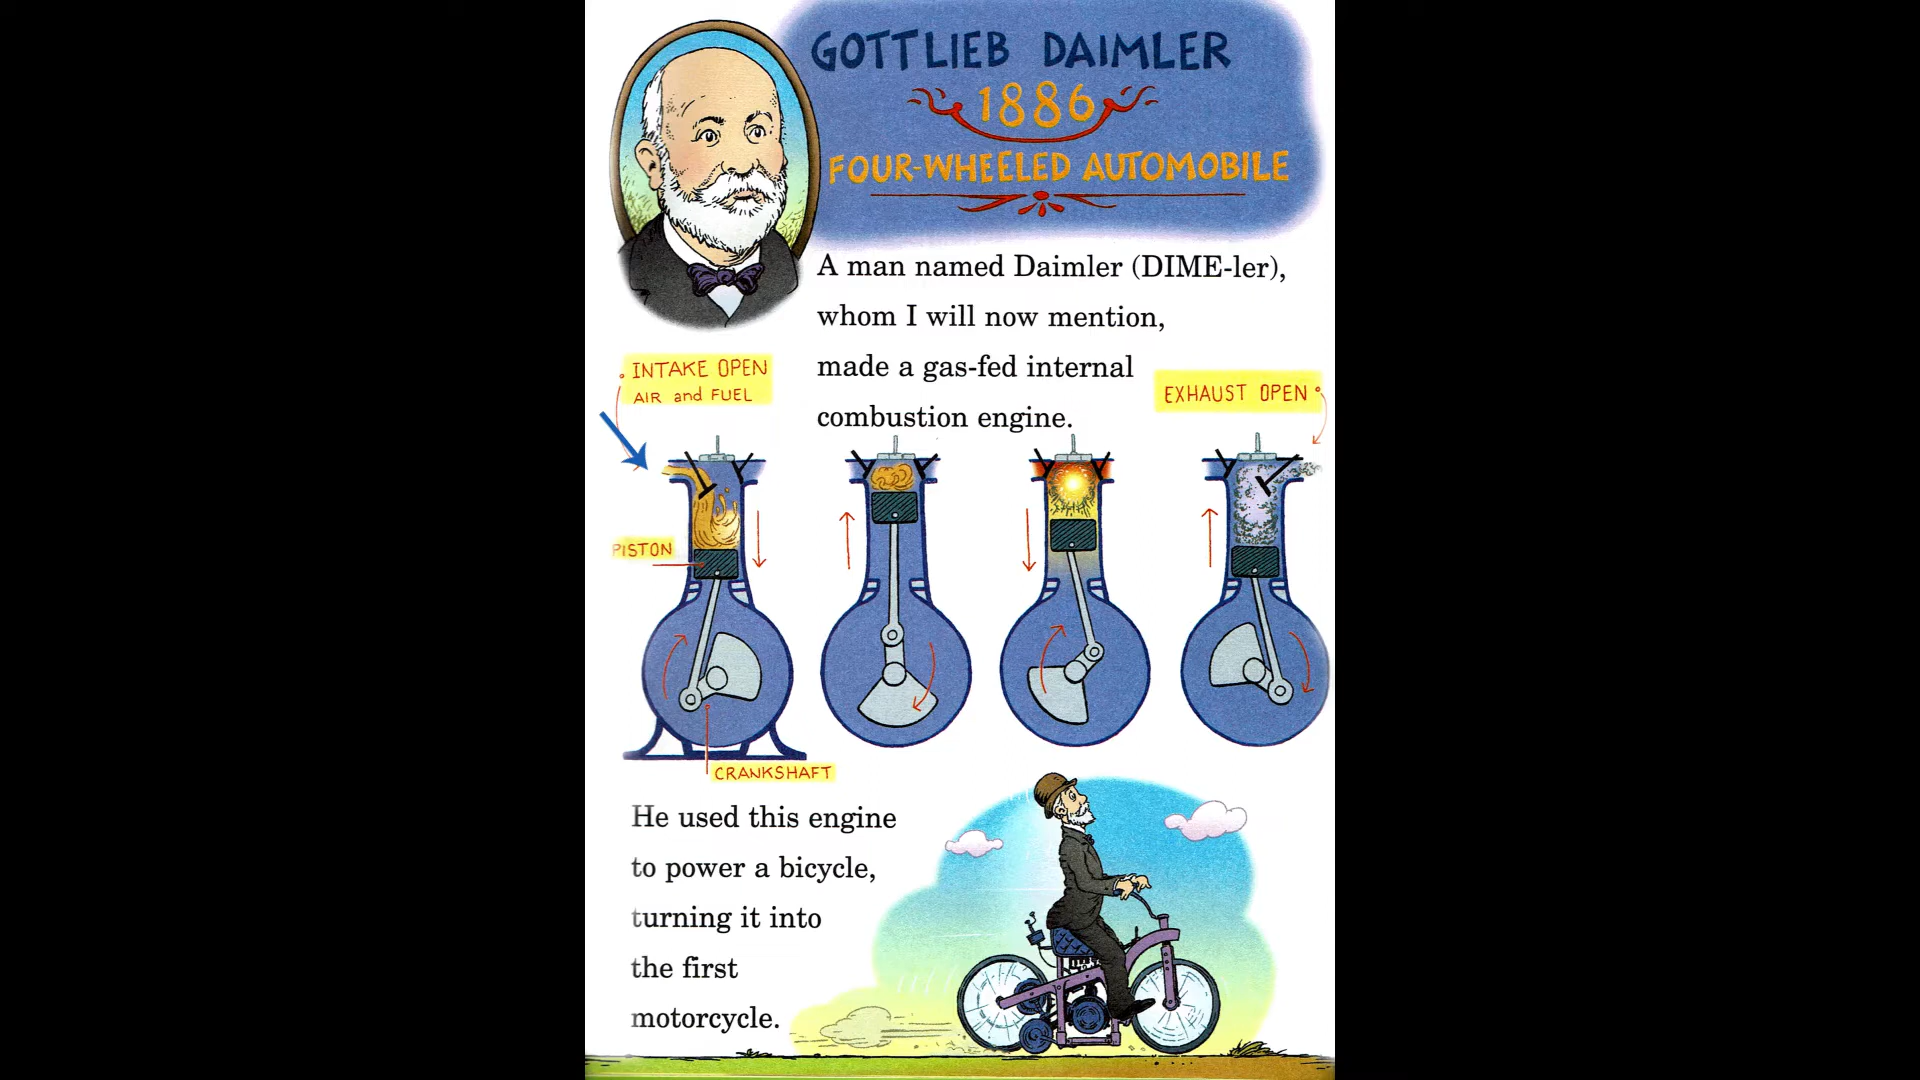 GOTTLIEB DAIMLER
1886
FOUR-WHEELED AUTOMOBILE
A man named Daimler (DIME-ler),
whom I will now mention,
made a gas-fed internal
combustion engine.
INTAKE OPEN
AIR and FUEL
EXHAUST OPEN
PISTON
CRANKSHAFT
He used this engine
to power a bicycle,
turning it into
the first
motorcycle.